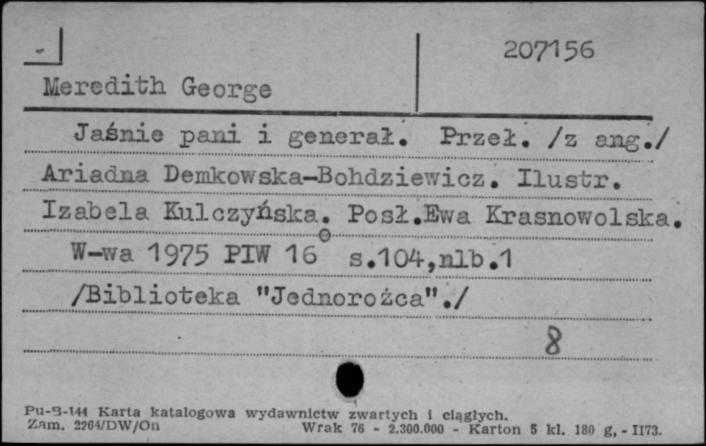 207156
Meredith George
Jaśnie pani i generał. Przeł. /z ang./
Ariadna Demkowska-Bohdziewicz. Ilustr.
Izabela Kulczyńska. Posł.Ewa Krasnowolska.
W-wa 1975 PIW 16° s.104,nlb.1
/Biblioteka "Jednorożca"./
8
Pu-B-144 Karta katalogowa wydawnictw zwartych i ciągłych.
Zam. 2264/DW/On Wrak 76 - 2.300.000 - Karton 5 kl. 180 g, - II73.